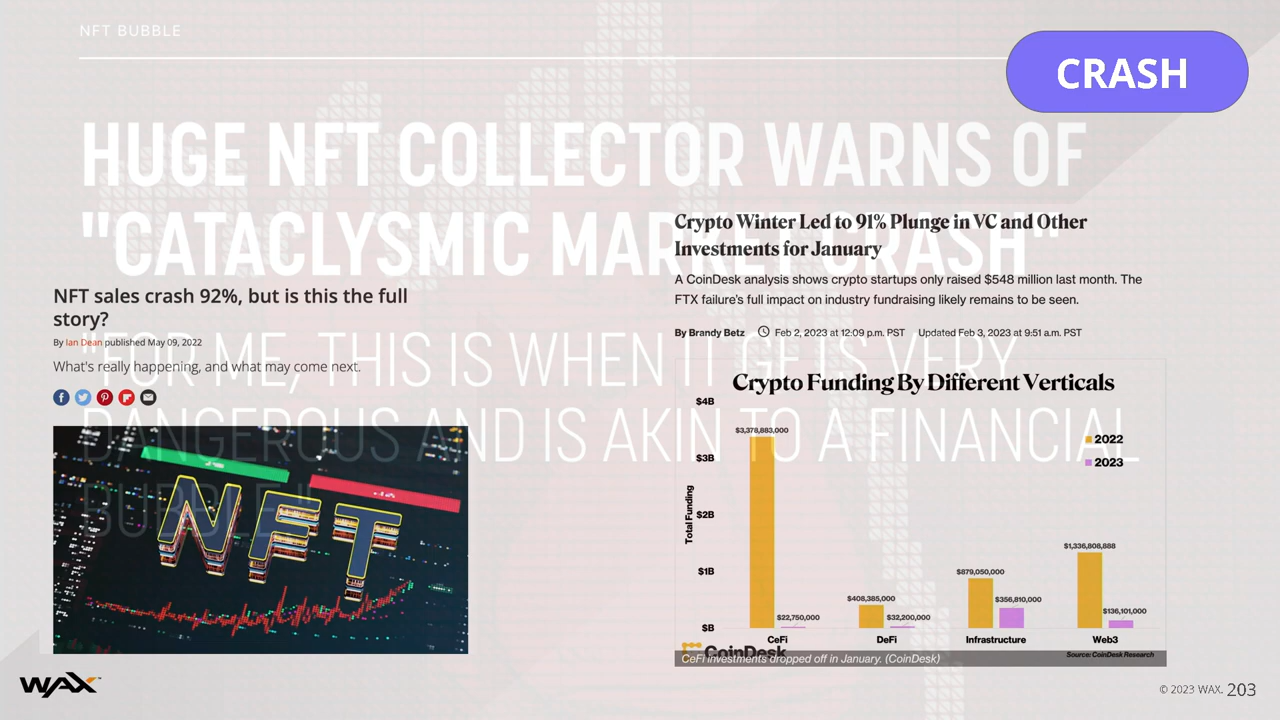 NFT BUBBLE
CRASH
HUGE NFT COLLECTOR WARNS OF
"CATACLYSMIC MARKET CRASH"
"FOR ME, THIS IS WHEN IT GETS VERY
DANGEROUS AND IS AKIN TO A FINANCIAL
BUBBLE."
NFT sales crash 92%, but is this the full
story?
By Ian Dean published May 09, 2022
What's really happening, and what may come next.
NFT
Crypto Winter Led to 91% Plunge in VC and Other
Investments for January
A CoinDesk analysis shows crypto startups only raised $548 million last month. The
FTX failure's full impact on industry fundraising likely remains to be seen.
By Brandy Betz Feb 2, 2023 at 12:09 p.m. PST Updated Feb 3, 2023 at 9:51 a.m. PST
Crypto Funding By Different Verticals
$4B
$3B
$2B
$1B
$B
Total Funding
2022
2023
$3,378,883,000
$22,750,000
$408,385,000
$32,200,000
$879,050,000
$356,810,000
$1,336,808,888
$136,101,000
CeFi
DeFi
Infrastructure
Web3
CoinDesk
Source: CoinDesk Research
CeFi investments dropped off in January. (CoinDesk)
WAX™
© 2023 WAX. 203